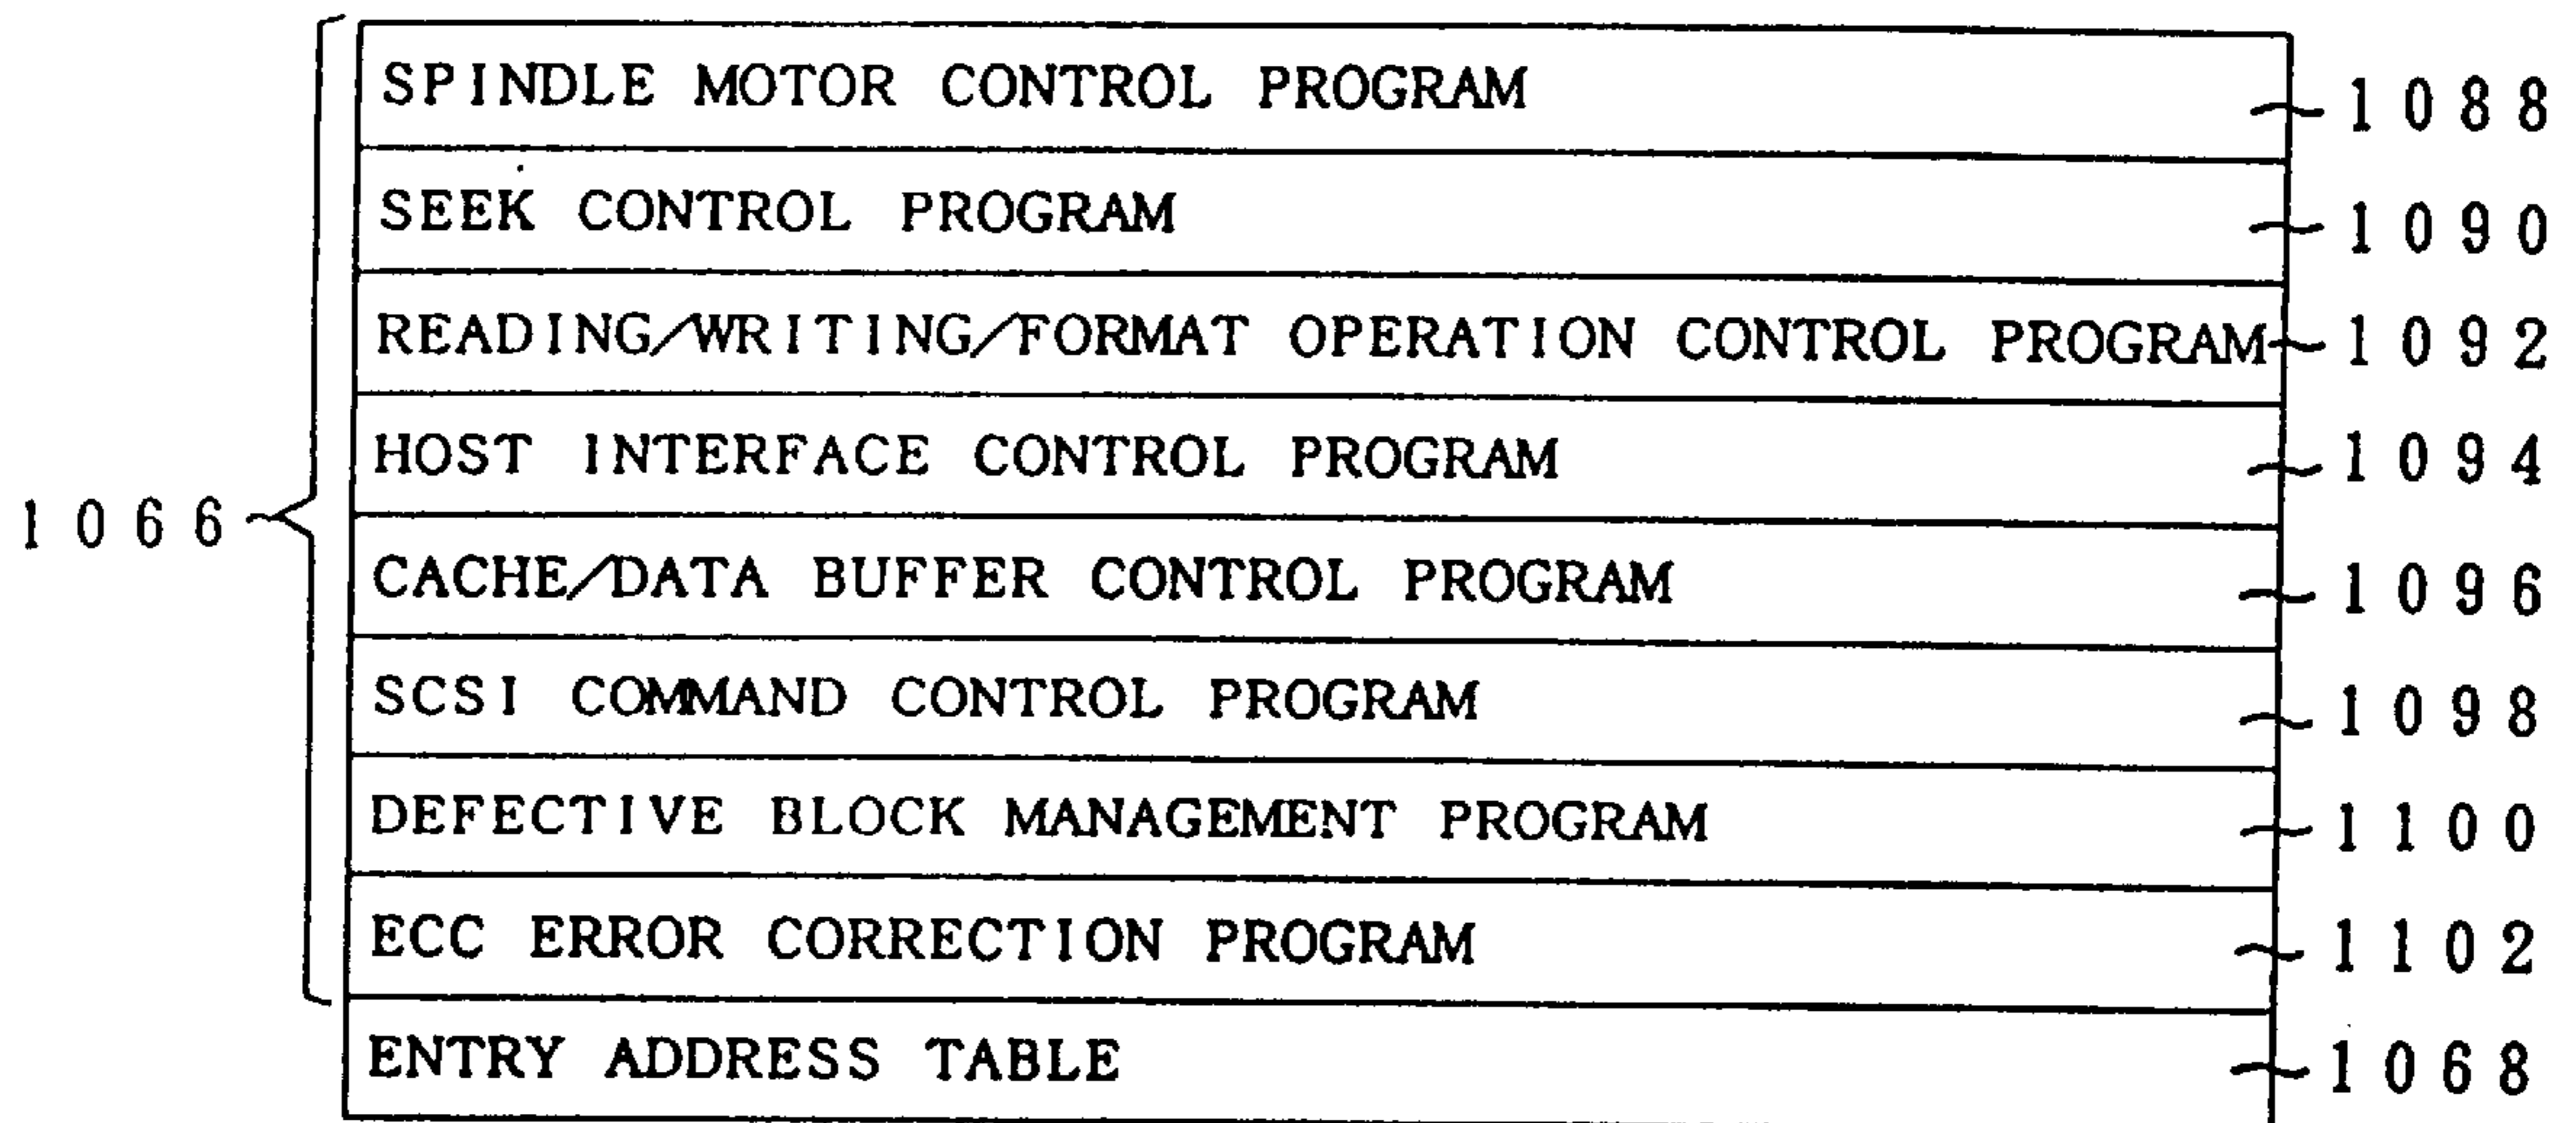 SPINDLE MOTOR CONTROL PROGRAM 1088
SEEK CONTROL PROGRAM 1090
READING/WRITING/FORMAT OPERATION CONTROL PROGRAM 1092
HOST INTERFACE CONTROL PROGRAM 1094
1066
CACHE/DATA BUFFER CONTROL PROGRAM 1096
SCSI COMMAND CONTROL PROGRAM 1098
DEFECTIVE BLOCK MANAGEMENT PROGRAM 1100
ECC ERROR CORRECTION PROGRAM 1102
ENTRY ADDRESS TABLE 1068